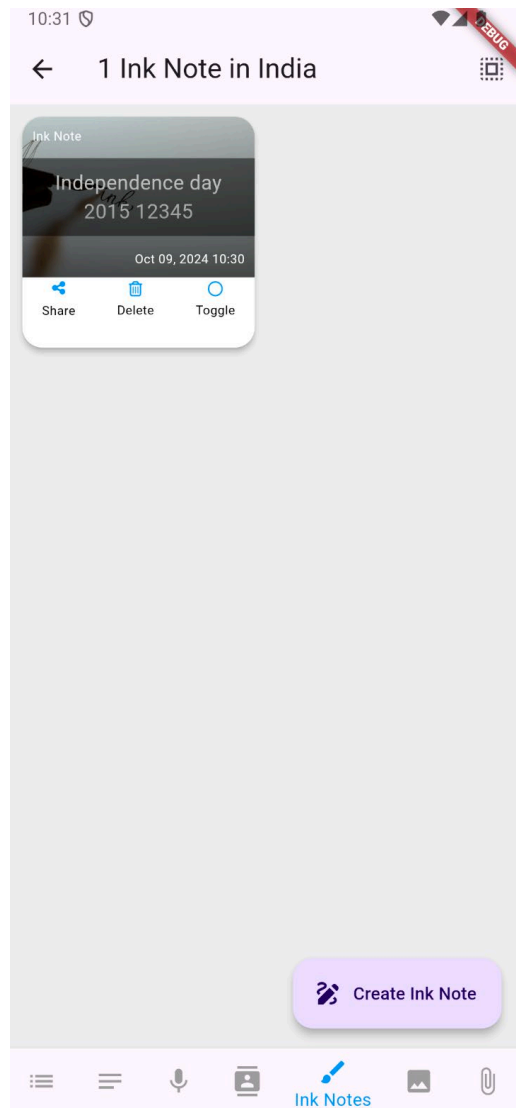 10:31
DEBUG
1 Ink Note in India
Ink Note
Independence day
2015 12345
Oct 09, 2024 10:30
Share Delete Toggle
Create Ink Note
Ink Notes